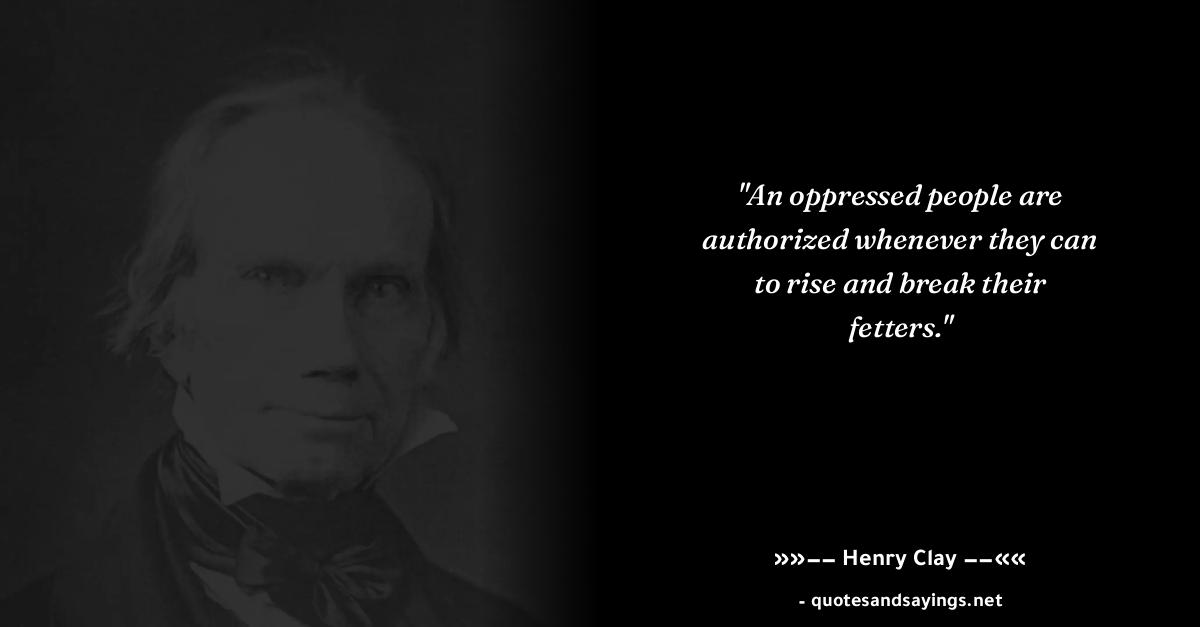 "An oppressed people are
authorized whenever they can
to rise and break their
fetters."
»»–– Henry Clay ––««
- quotesandsayings.net